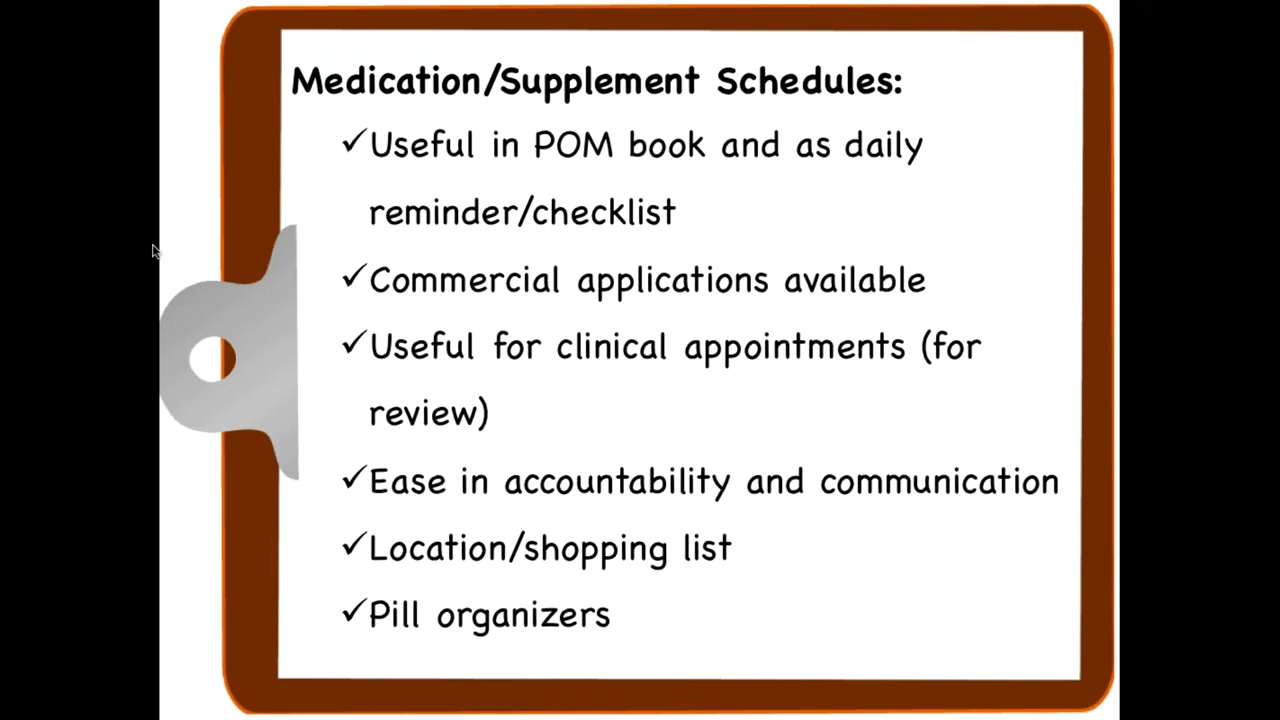 Medication/Supplement Schedules:
✓Useful in POM book and as daily
reminder/checklist
✓Commercial applications available
✓Useful for clinical appointments (for
review)
✓Ease in accountability and communication
✓Location/shopping list
✓Pill organizers